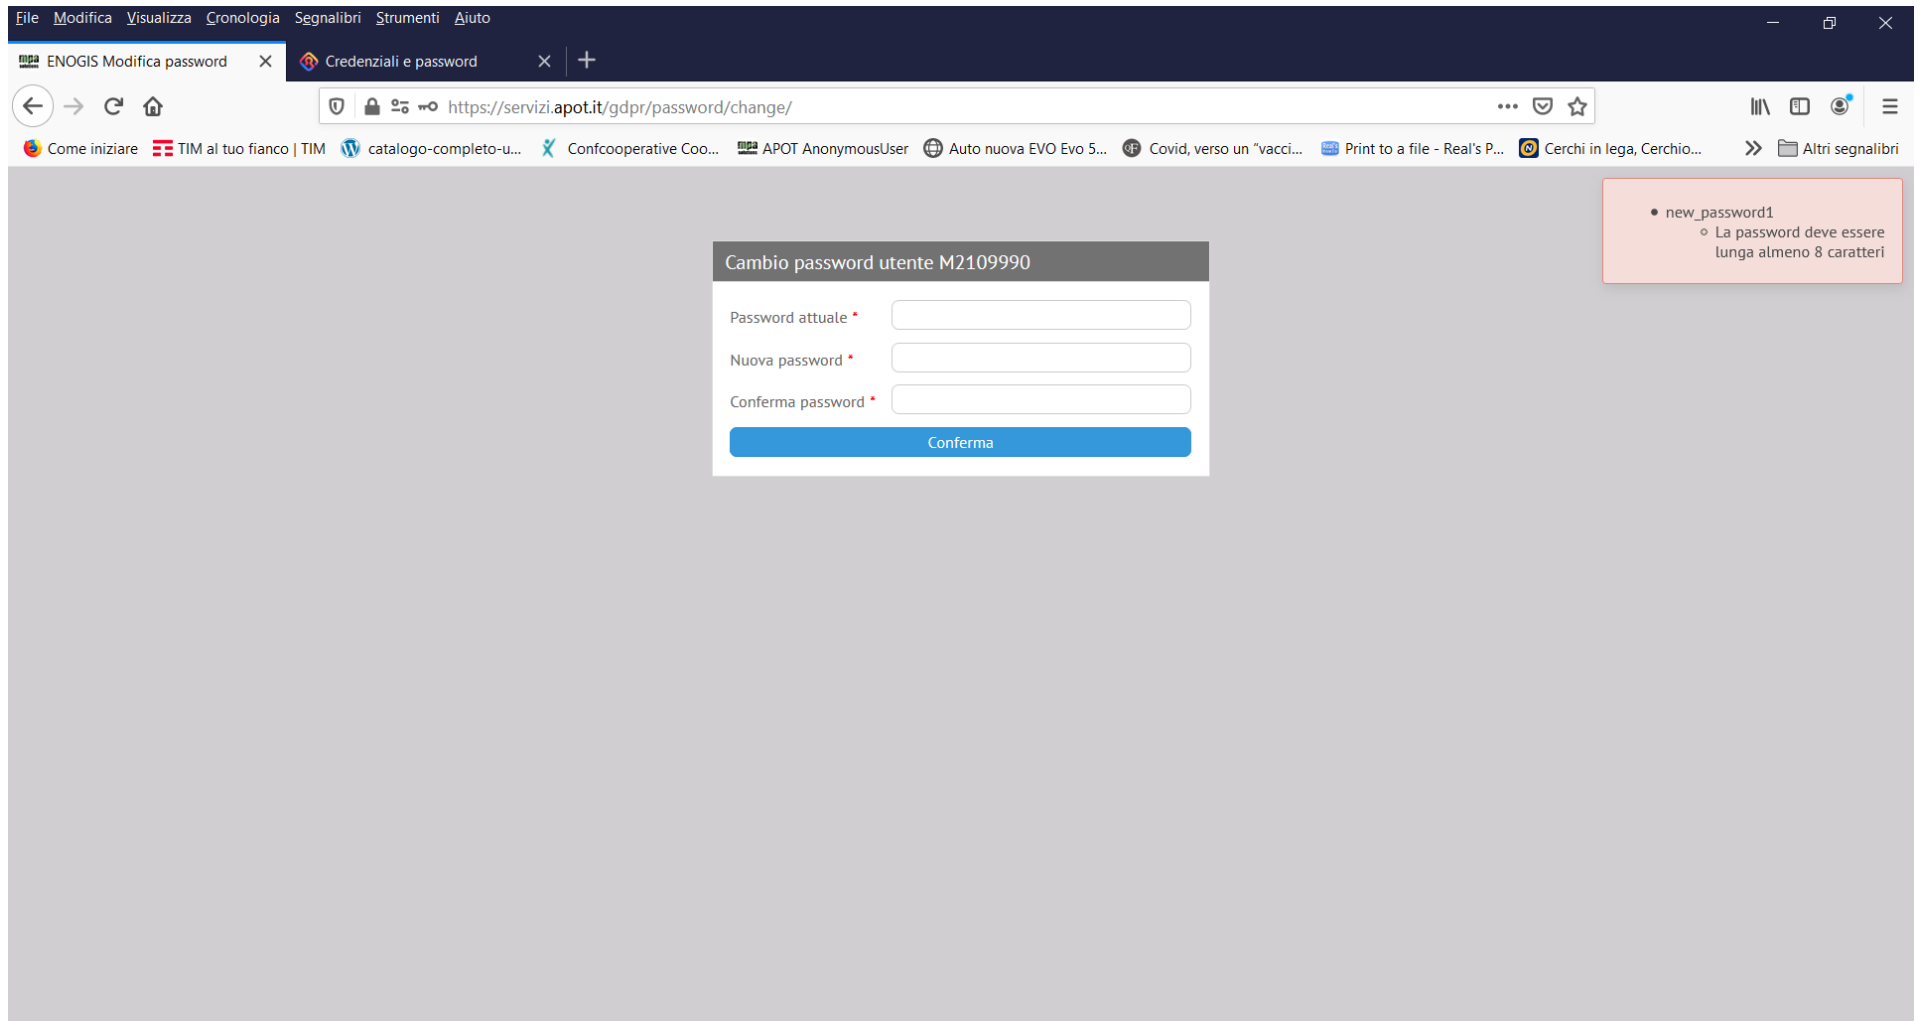 File Modifica Visualizza Cronologia Segnalibri Strumenti Aiuto
mpa ENOGIS Modifica password
Credenziali e password
https://servizi.apot.it/gdpr/password/change/
Come iniziare TIM al tuo fianco | TIM catalogo-completo-u... Confcooperative Coo... APOT AnonymousUser Auto nuova EVO Evo 5... Covid, verso un “vacci... Print to a file - Real's P... Cerchi in lega, Cerchio... Altri segnalibri
new_password1
La password deve essere
lunga almeno 8 caratteri
Cambio password utente M2109990
Password attuale *
Nuova password *
Conferma password *
Conferma